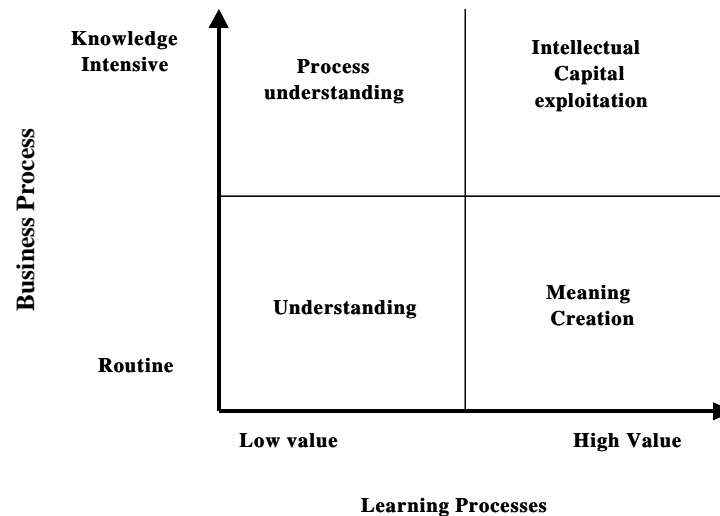 Knowledge
Intensive
Process
understanding
Intellectual
Capital
exploitation
Business Process
Understanding
Meaning
Creation
Routine
Low value
High Value
Learning Processes